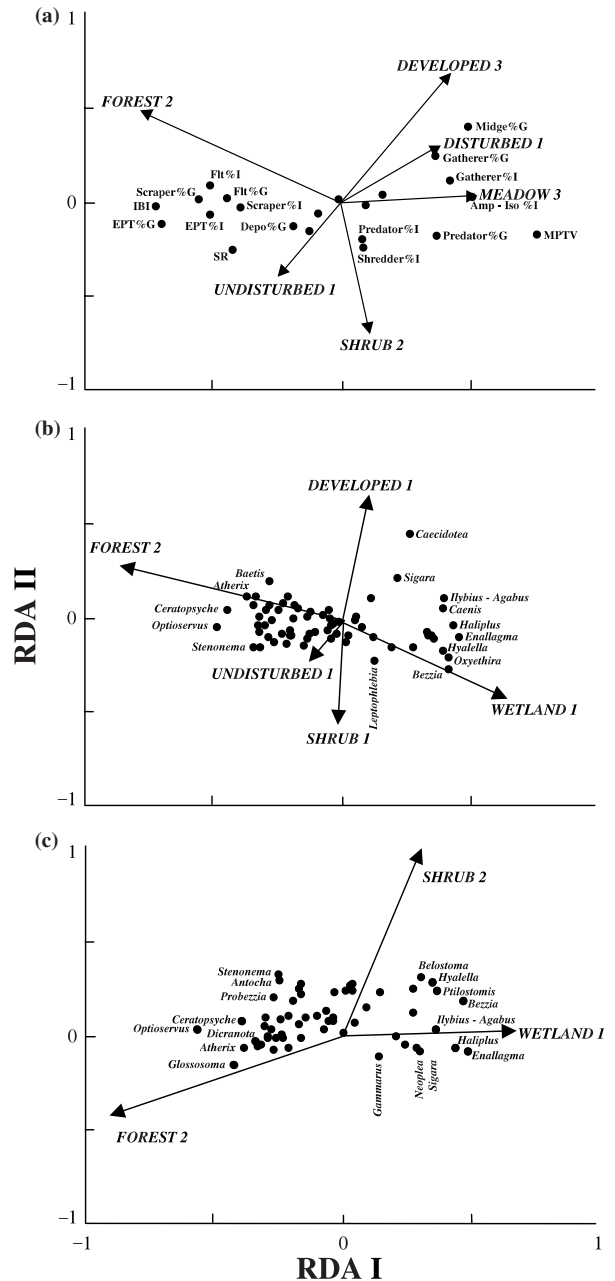 (a)
1
DEVELOPED 3
FOREST 2
Midge%G
DISTURBED 1
Gatherer%G
Flt%I
Gatherer%I
Scraper%G
Flt%G
MEADOW 3
0
IBI
Scraper%I
Amp - Iso %I
EPT%G
EPT%I
Depo%G
Predator%I
Predator%G
MPTV
SR
Shredder%I
UNDISTURBED 1
SHRUB 2
−1
(b)
1
DEVELOPED 1
Caecidotea
FOREST 2
Baetis
Sigara
Atherix
Ilybius - Agabus
Ceratopsyche
Caenis
0
Optioservus
Haliplus
Enallagma
Stenonema
Hyalella
Oxyethira
UNDISTURBED 1
Bezzia
Leptophlebia
WETLAND 1
SHRUB 1
−1
RDA II
(c)
1
SHRUB 2
Stenonema
Belostoma
Antocha
Hyalella
Probezzia
Ptilostomis
Bezzia
Ceratopsyche
Ilybius - Agabus
0
Optioservus
WETLAND 1
Dicranota
Haliplus
Atherix
Enallagma
Glossosoma
Gammarus
Neoplea
Sigara
FOREST 2
−1
−1
0
1
RDA I